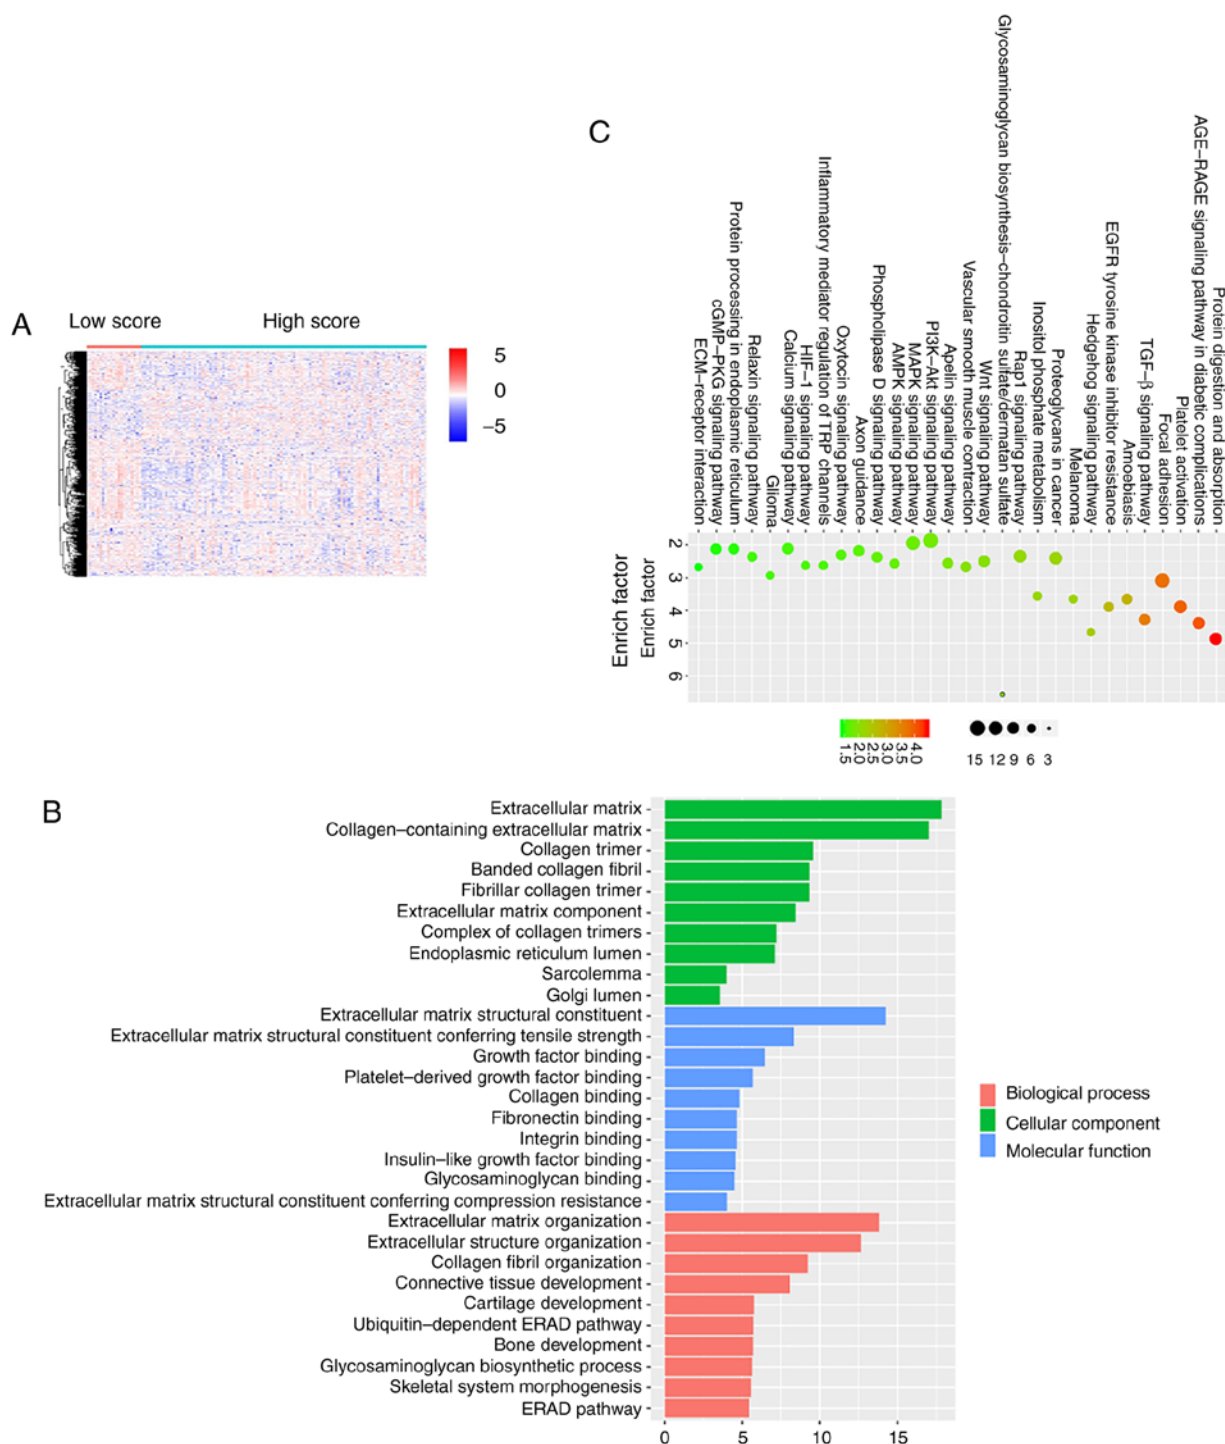 A
Low score
High score
5
0
−5
C
ECM−receptor interaction
cGMP−PKG signaling pathway
Protein processing in endoplasmic reticulum
Relaxin signaling pathway
Glioma
Calcium signaling pathway
HIF−1 signaling pathway
Inflammatory mediator regulation of TRP channels
Oxytocin signaling pathway
Axon guidance
Phospholipase D signaling pathway
AMPK signaling pathway
MAPK signaling pathway
PI3K−Akt signaling pathway
Apelin signaling pathway
Vascular smooth muscle contraction
Wnt signaling pathway
Glycosaminoglycan biosynthesis−chondroitin sulfate/dermatan sulfate
Rap1 signaling pathway
Inositol phosphate metabolism
Proteoglycans in cancer
Melanoma
Hedgehog signaling pathway
EGFR tyrosine kinase inhibitor resistance
Amoebiasis
TGF−β signaling pathway
Focal adhesion
Platelet activation
AGE−RAGE signaling pathway in diabetic complications
Protein digestion and absorption
2
3
4
5
6
Enrich factor
Enrich factor
1.5
2.0
2.5
3.0
3.5
4.0
15 12 9 6 3
B
Extracellular matrix
Collagen−containing extracellular matrix
Collagen trimer
Banded collagen fibril
Fibrillar collagen trimer
Extracellular matrix component
Complex of collagen trimers
Endoplasmic reticulum lumen
Sarcolemma
Golgi lumen
Extracellular matrix structural constituent
Extracellular matrix structural constituent conferring tensile strength
Growth factor binding
Platelet−derived growth factor binding
Collagen binding
Fibronectin binding
Integrin binding
Insulin−like growth factor binding
Glycosaminoglycan binding
Extracellular matrix structural constituent conferring compression resistance
Extracellular matrix organization
Extracellular structure organization
Collagen fibril organization
Connective tissue development
Cartilage development
Ubiquitin−dependent ERAD pathway
Bone development
Glycosaminoglycan biosynthetic process
Skeletal system morphogenesis
ERAD pathway
0 5 10 15
Biological process
Cellular component
Molecular function